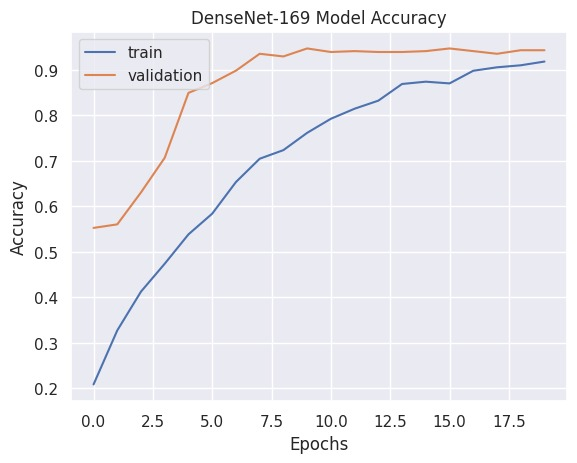 DenseNet-169 Model Accuracy
train
validation
Accuracy
0.9
0.8
0.7
0.6
0.5
0.4
0.3
0.2
0.0 2.5 5.0 7.5 10.0 12.5 15.0 17.5
Epochs